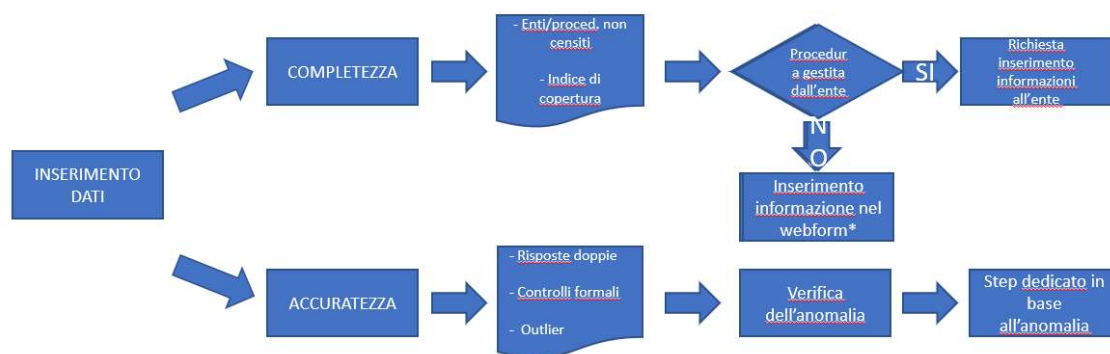 INSERIMENTO
DATI
COMPLETEZZA
- Enti/proced. non
censiti
- Indice di
copertura
Procedur
a gestita
dall'ente
SI
Richiesta
inserimento
informazioni
all'ente
N
O
Inserimento
informazione nel
webform*
ACCURATEZZA
- Risposte doppie
- Controlli formali
- Outlier
Verifica
dell'anomalia
Step dedicato in
base
all'anomalia